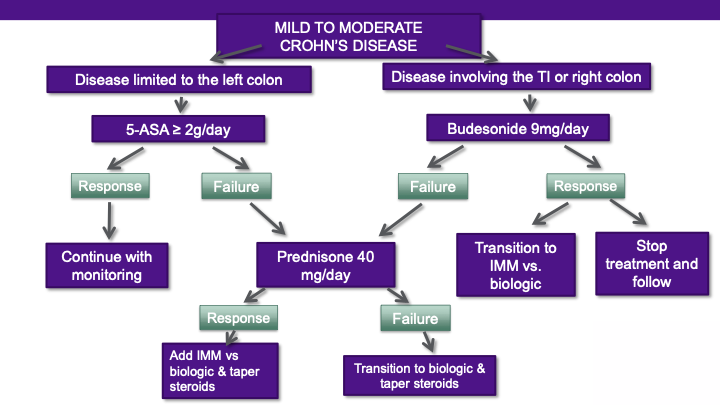 MILD TO MODERATE
CROHN'S DISEASE
Disease limited to the left colon
Disease involving the TI or right colon
5-ASA ≥ 2g/day
Budesonide 9mg/day
Response
Failure
Failure
Response
Continue with
monitoring
Prednisone 40
mg/day
Transition to
IMM vs.
biologic
Stop
treatment and
follow
Response
Failure
Add IMM vs
biologic & taper
steroids
Transition to biologic &
taper steroids